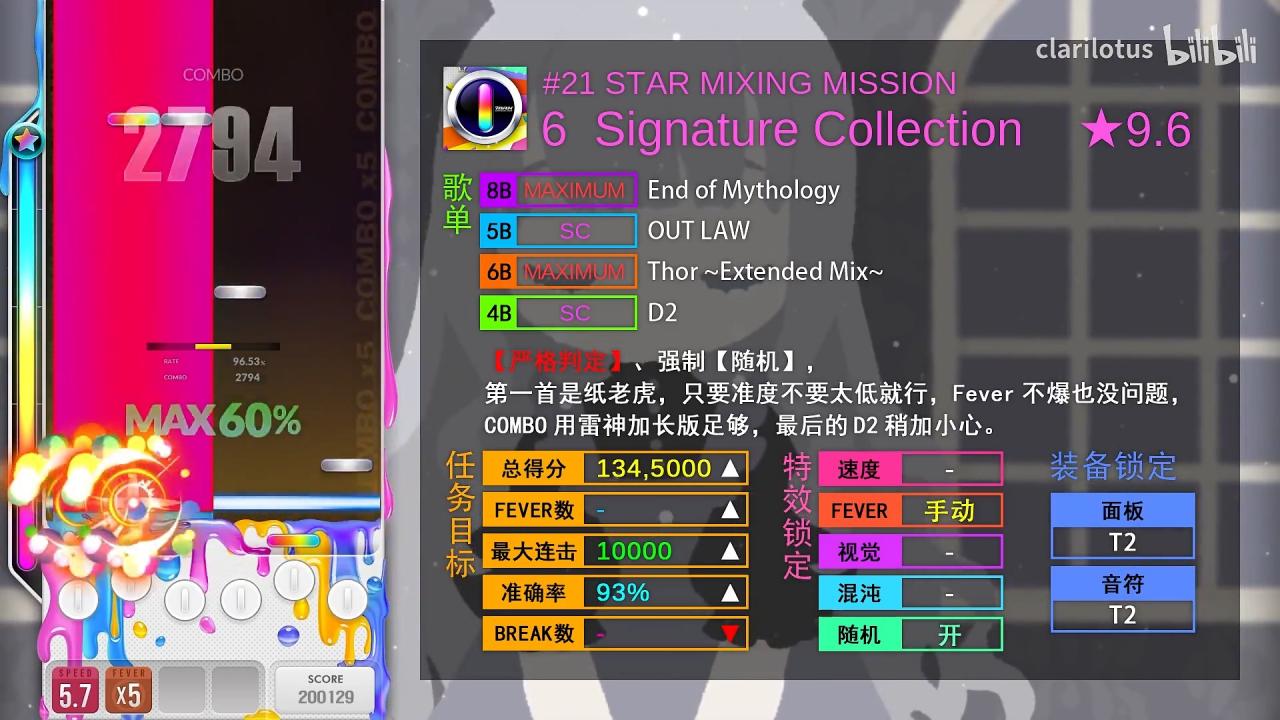 COMBO
2794
COMBO x5 COMBO x5 COMBO
RATE 96.53%
COMBO 2794
MAX 60%
SPEED 5.7
FEVER x5
SCORE
200129
clarilotus bilibili
#21 STAR MIXING MISSION
6 Signature Collection ★9.6
歌单
8B MAXIMUM End of Mythology
5B SC OUT LAW
6B MAXIMUM Thor ~Extended Mix~
4B SC D2
【严格判定】、强制【随机】,
第一首是纸老虎，只要准度不要太低就行，Fever 不爆也没问题，
COMBO 用雷神加长版足够，最后的 D2 稍加小心。
任务目标
总得分 134,5000 ▲
FEVER数 - ▲
最大连击 10000 ▲
准确率 93% ▲
BREAK数 - ▼
特效锁定
速度 -
FEVER 手动
视觉 -
混沌 -
随机 开
装备锁定
面板
T2
音符
T2